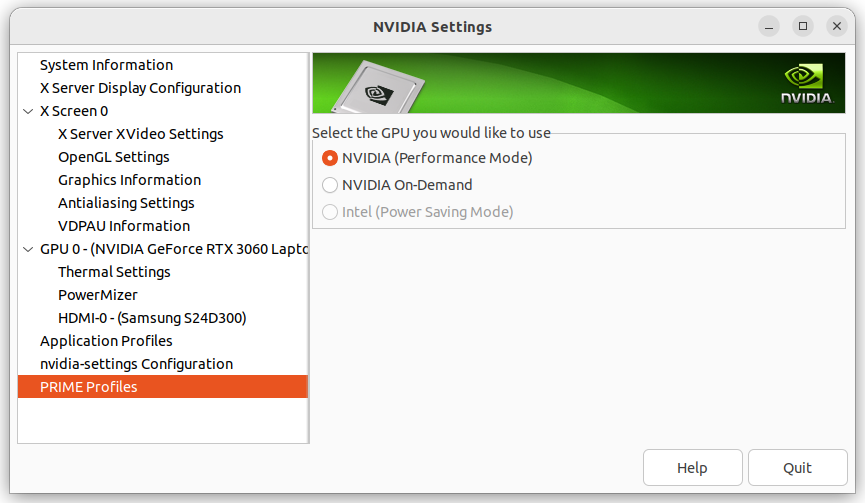 NVIDIA Settings
System Information
X Server Display Configuration
X Screen 0
X Server XVideo Settings
OpenGL Settings
Graphics Information
Antialiasing Settings
VDPAU Information
GPU 0 - (NVIDIA GeForce RTX 3060 Lapto
Thermal Settings
PowerMizer
HDMI-0 - (Samsung S24D300)
Application Profiles
nvidia-settings Configuration
PRIME Profiles
NVIDIA
Select the GPU you would like to use
NVIDIA (Performance Mode)
NVIDIA On-Demand
Intel (Power Saving Mode)
Help
Quit